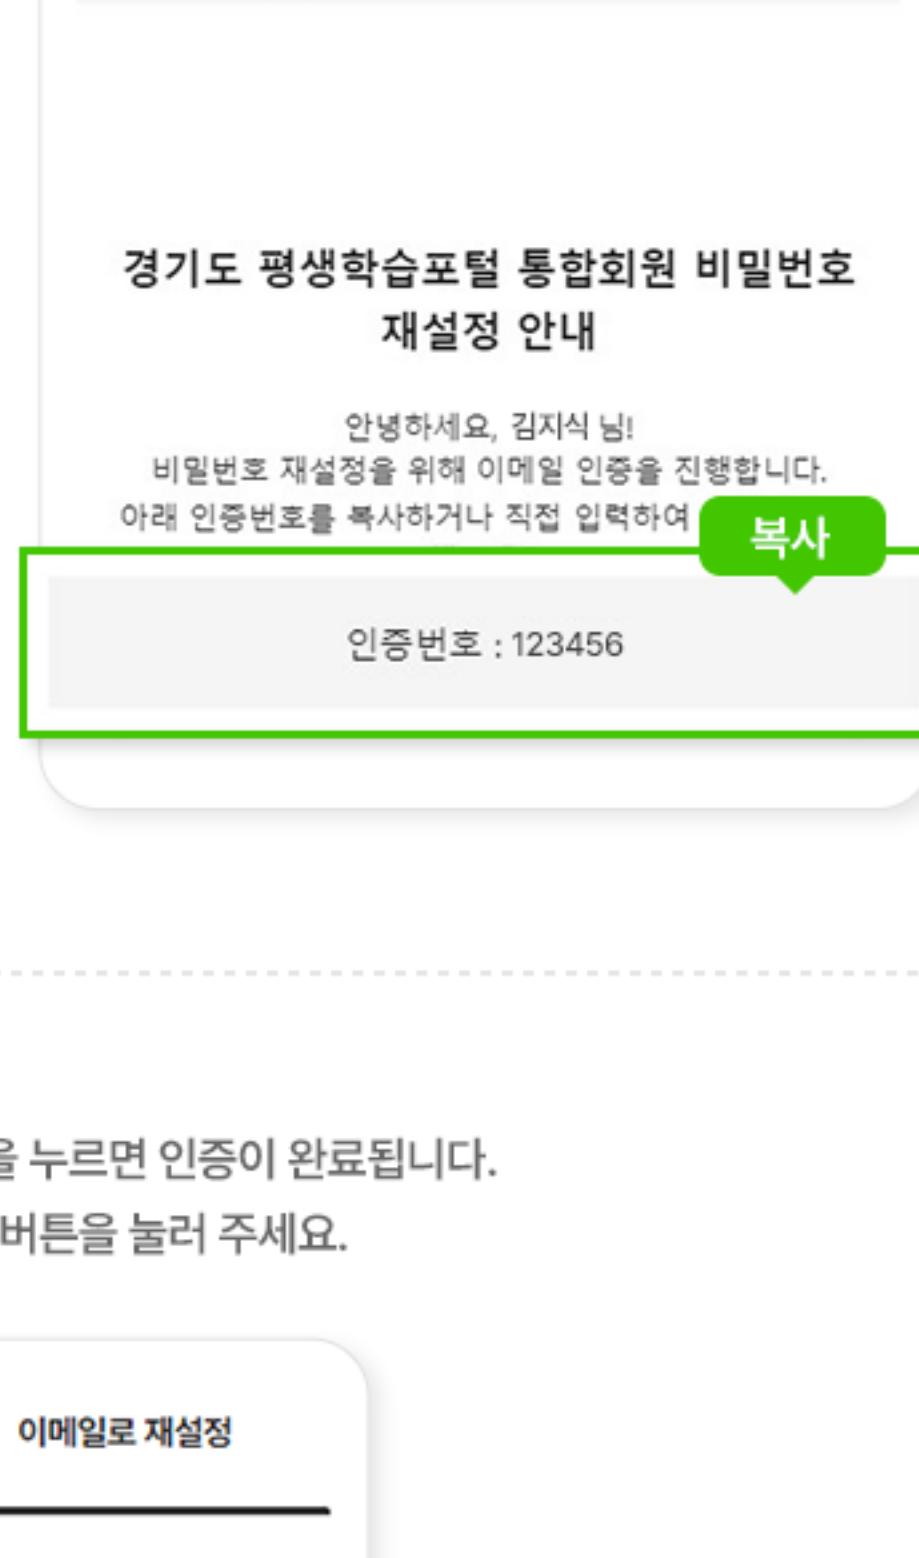 경기도 평생학습포털 통합회원 비밀번호
재설정 안내
안녕하세요, 김지식 님!
비밀번호 재설정을 위해 이메일 인증을 진행합니다.
아래 인증번호를 복사하거나 직접 입력하여
복사
인증번호 : 123456
을 누르면 인증이 완료됩니다.
버튼을 눌러 주세요.
이메일로 재설정